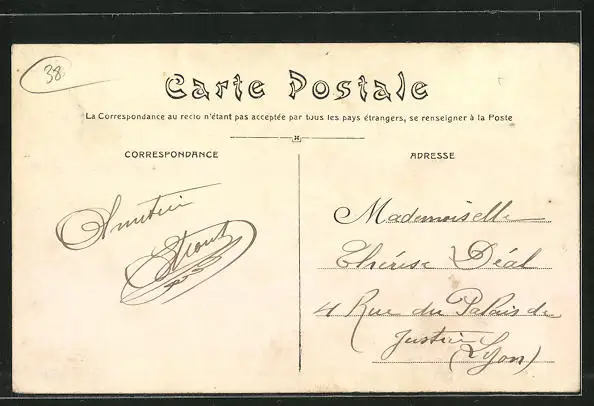 38
Carte Postale
La Correspondance au recto n'étant pas acceptée par tous les pays étrangers, se renseigner à la Poste
CORRESPONDANCE
ADRESSE
Mademoiselle
Thérèse Déal
4 Rue du Palais de
Justice
(Lyon)